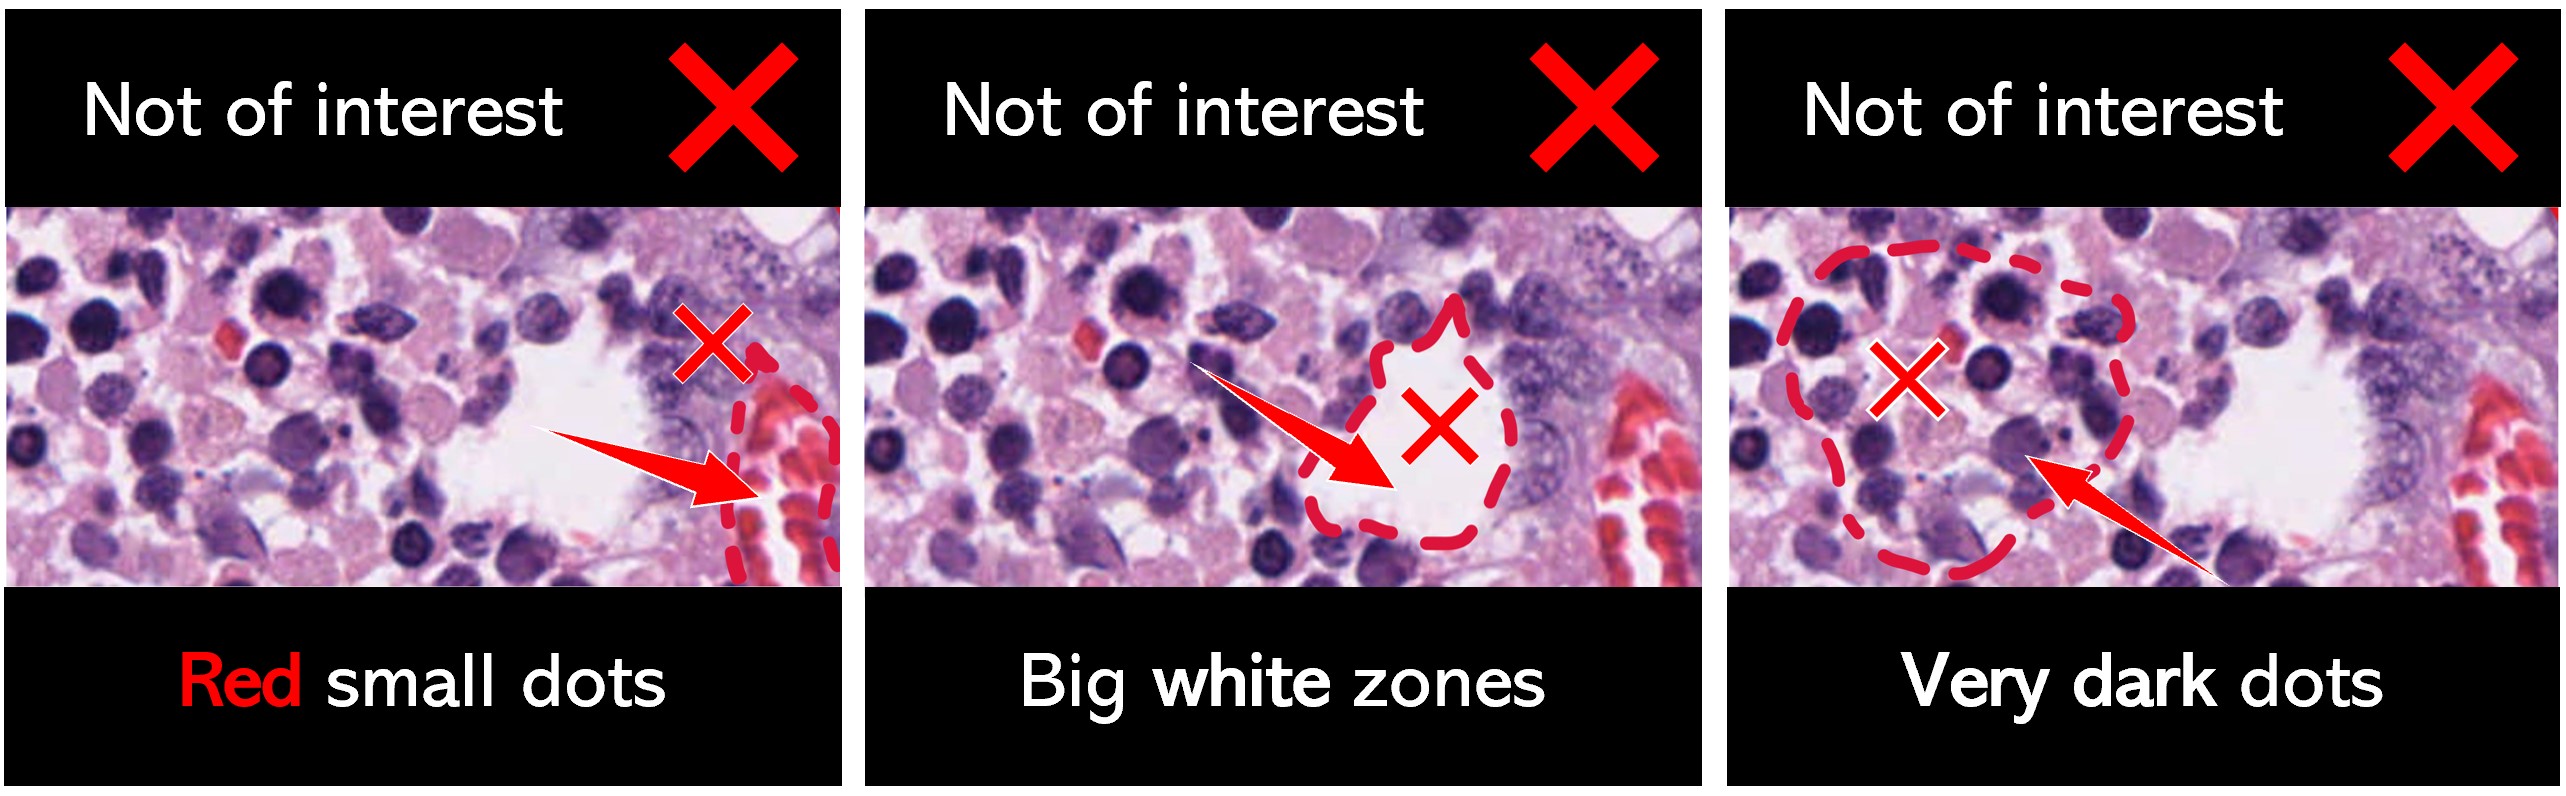 Not of interest
Red small dots
Not of interest
Big white zones
Not of interest
Very dark dots